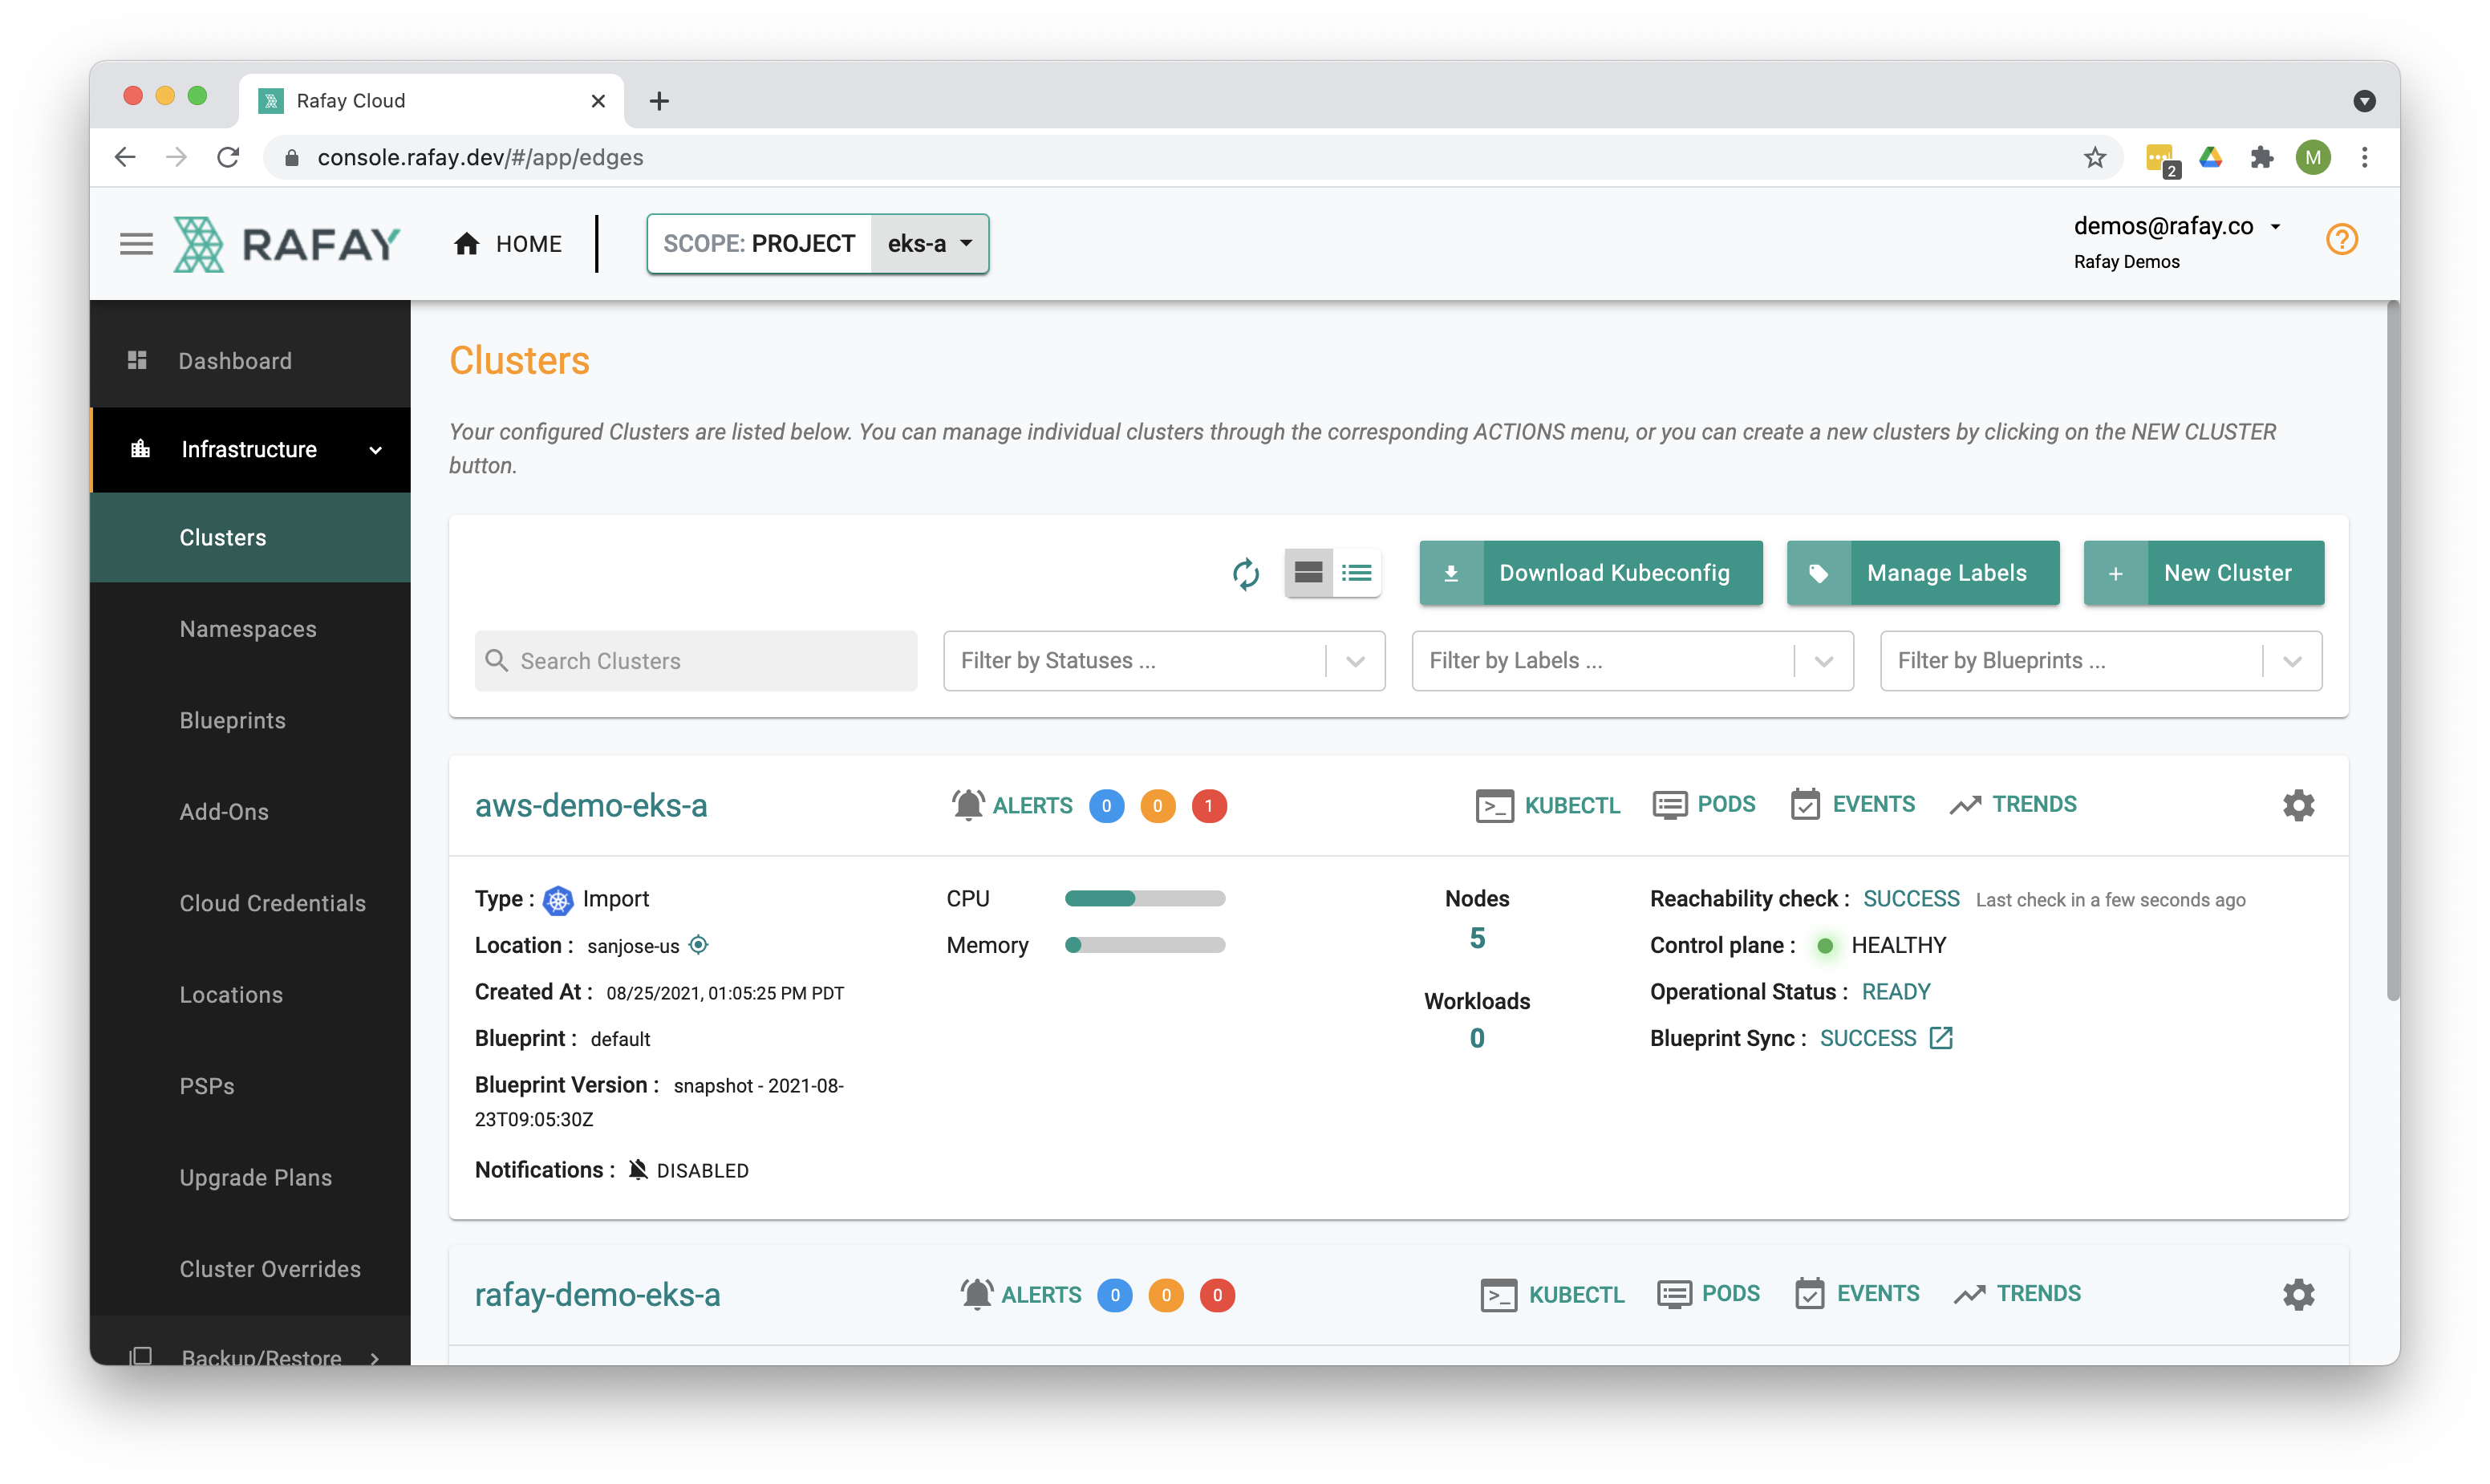 Rafay Cloud
console.rafay.dev/#/app/edges
2
M
RAFAY
HOME
SCOPE: PROJECT eks-a
demos@rafay.co
Rafay Demos
?
Dashboard
Infrastructure
Clusters
Namespaces
Blueprints
Add-Ons
Cloud Credentials
Locations
PSPs
Upgrade Plans
Cluster Overrides
Backup/Restore
Clusters
Your configured Clusters are listed below. You can manage individual clusters through the corresponding ACTIONS menu, or you can create a new clusters by clicking on the NEW CLUSTER
button.
Download Kubeconfig
Manage Labels
+ New Cluster
Search Clusters
Filter by Statuses ...
Filter by Labels ...
Filter by Blueprints ...
aws-demo-eks-a
ALERTS 0 0 1
KUBECTL
PODS
EVENTS
TRENDS
Type : Import
Location : sanjose-us
Created At : 08/25/2021, 01:05:25 PM PDT
Blueprint : default
Blueprint Version : snapshot - 2021-08-
23T09:05:30Z
Notifications : DISABLED
CPU
Memory
Nodes
5
Workloads
0
Reachability check : SUCCESS Last check in a few seconds ago
Control plane : HEALTHY
Operational Status : READY
Blueprint Sync : SUCCESS
rafay-demo-eks-a
ALERTS 0 0 0
KUBECTL
PODS
EVENTS
TRENDS